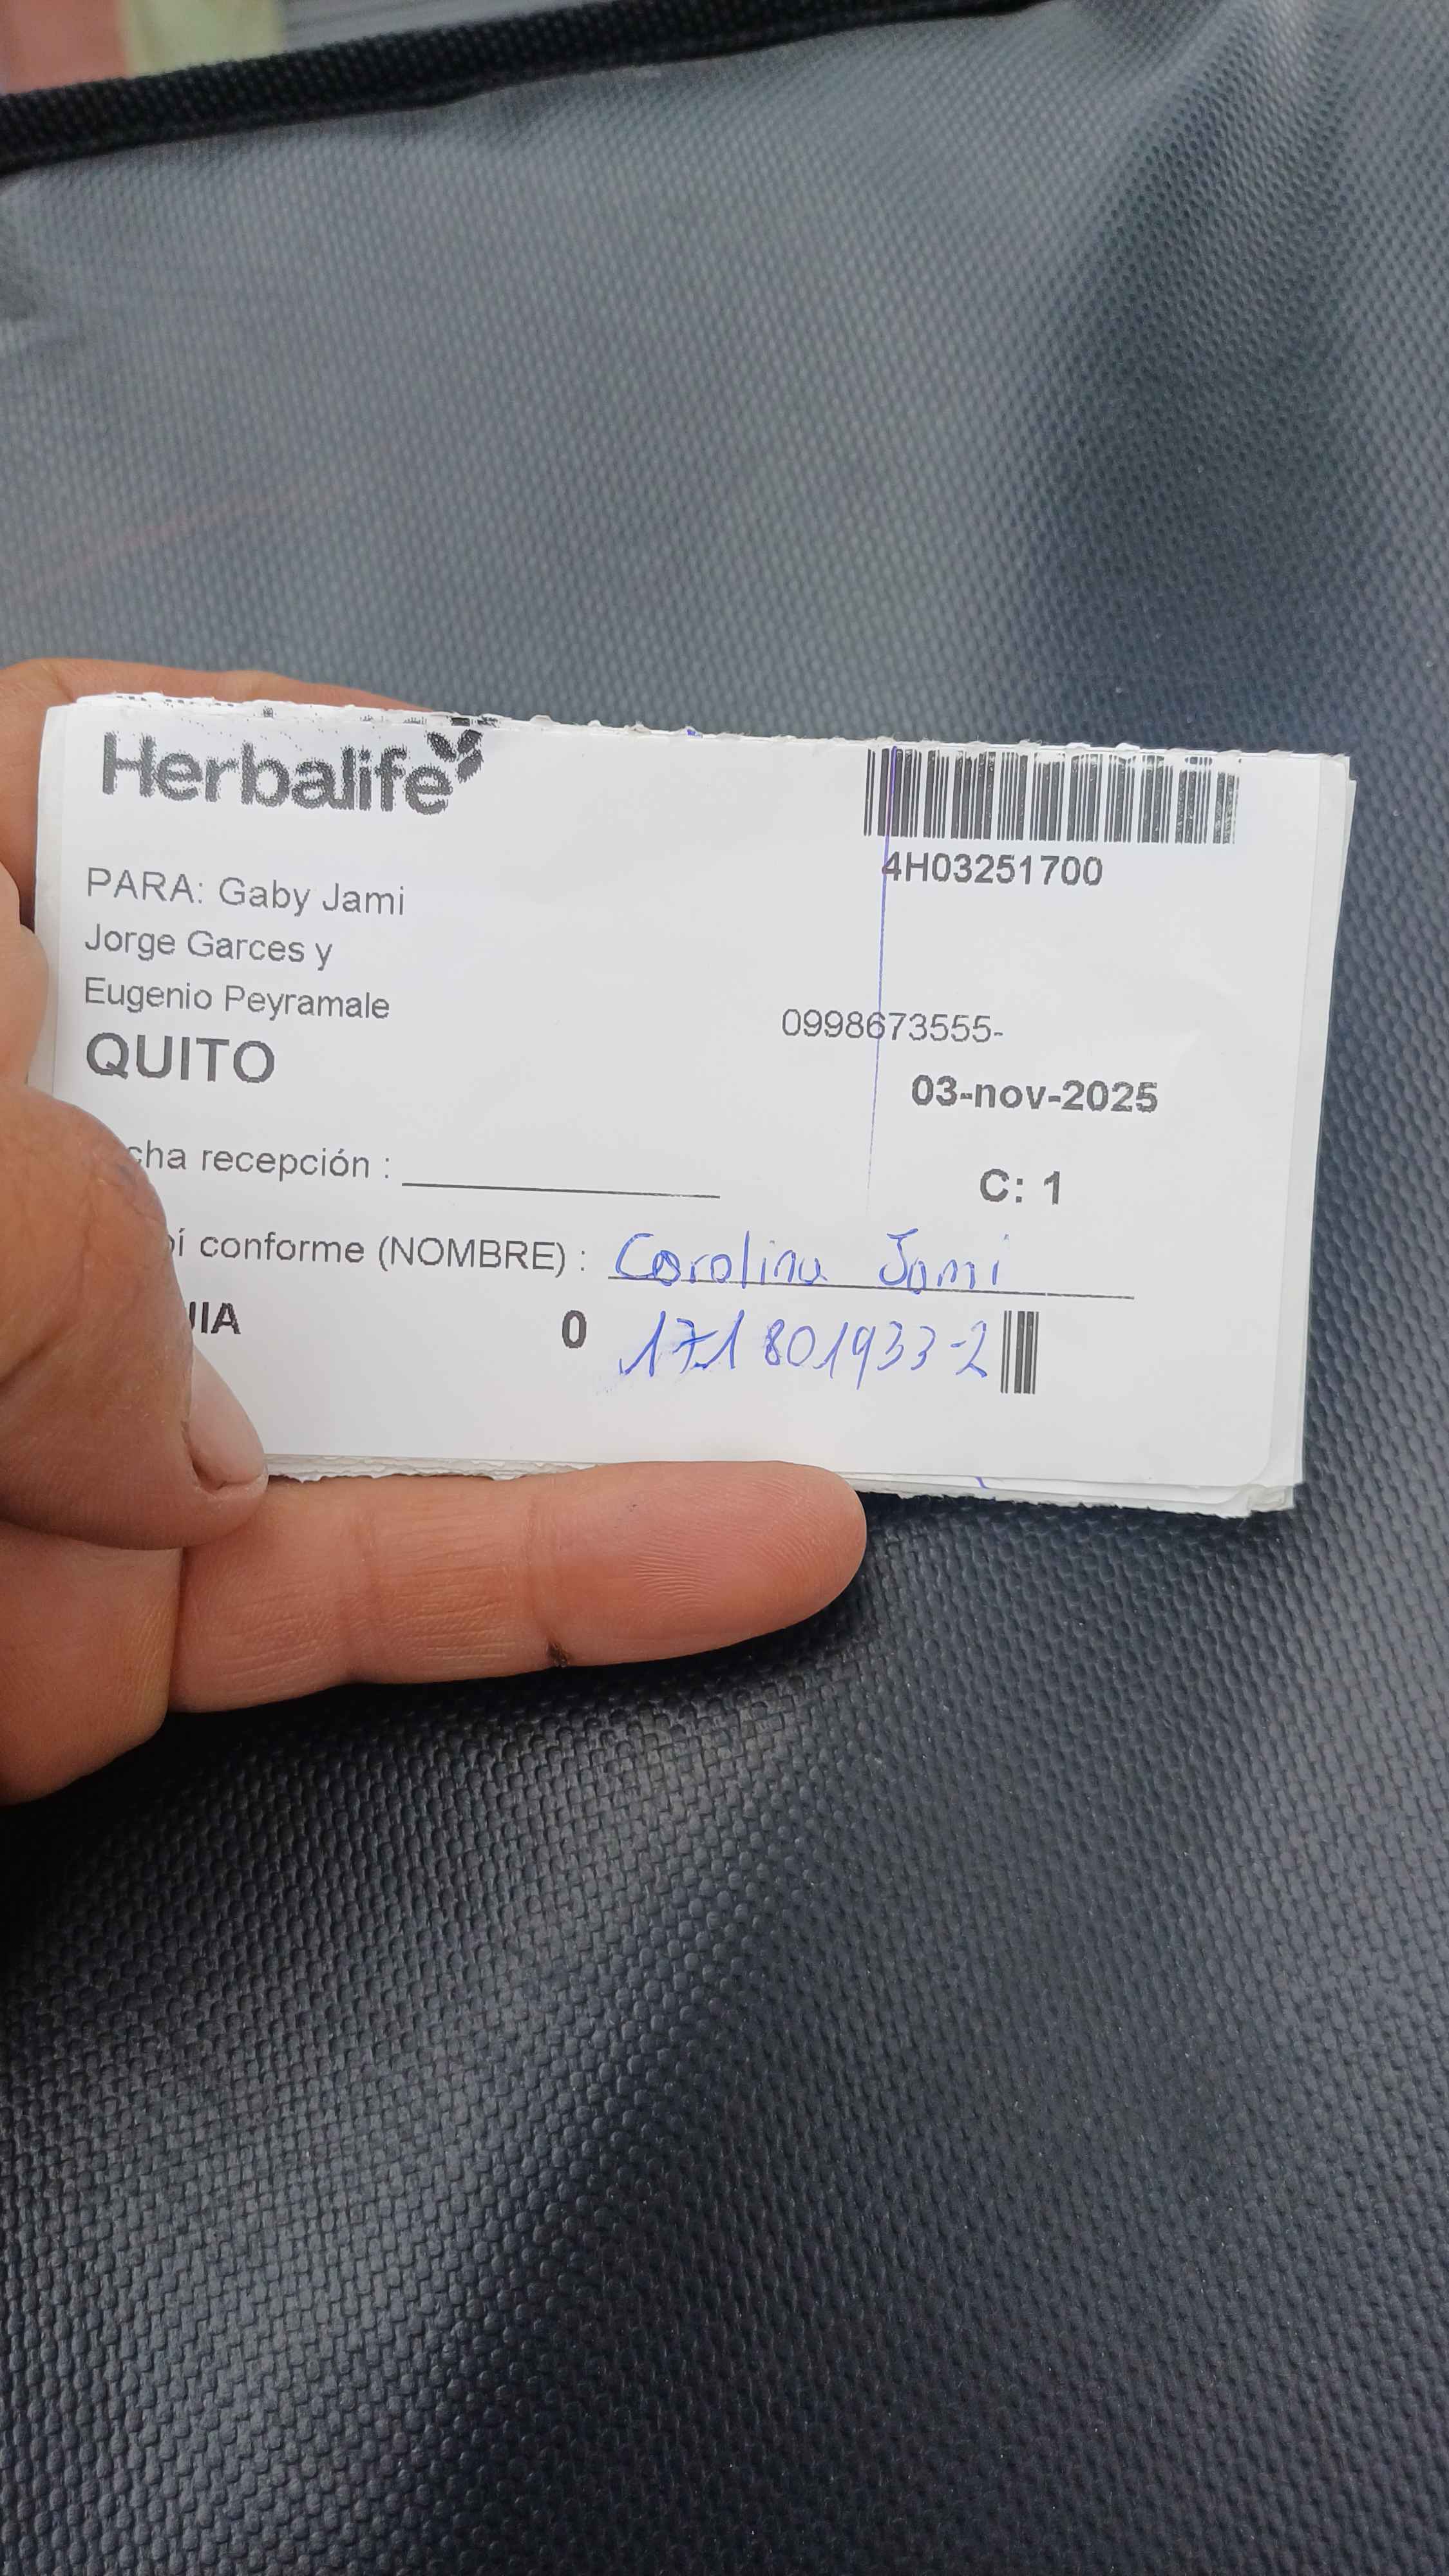 Herbalife
4H03251700
PARA: Gaby Jami
Jorge Garces y
Eugenio Peyramale
0998673555-
QUITO
03-nov-2025
cha recepción :
C: 1
í conforme (NOMBRE) : Carolina Jami
UIA 0 171801933-2